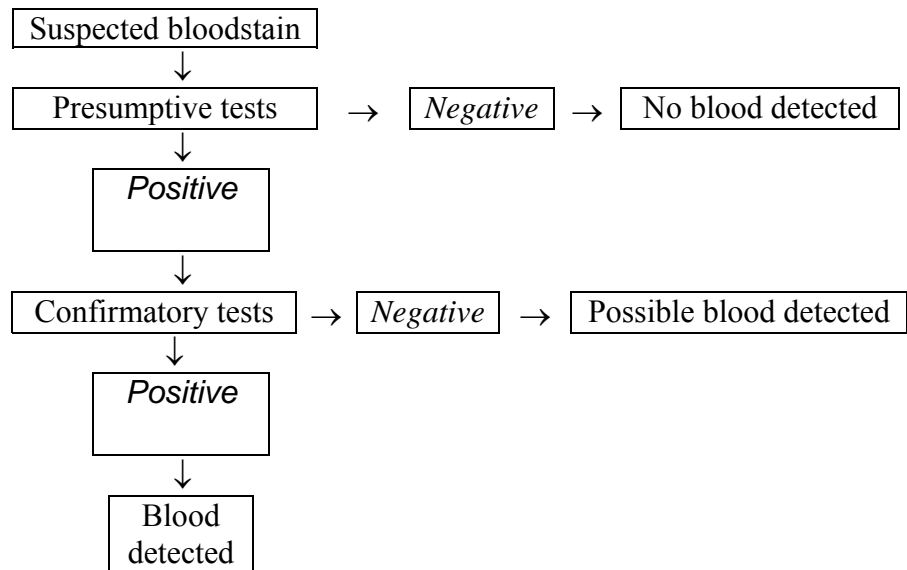 Suspected bloodstain
↓
Presumptive tests → Negative → No blood detected
↓
Positive
↓
Confirmatory tests → Negative → Possible blood detected
↓
Positive
↓
Blood
detected